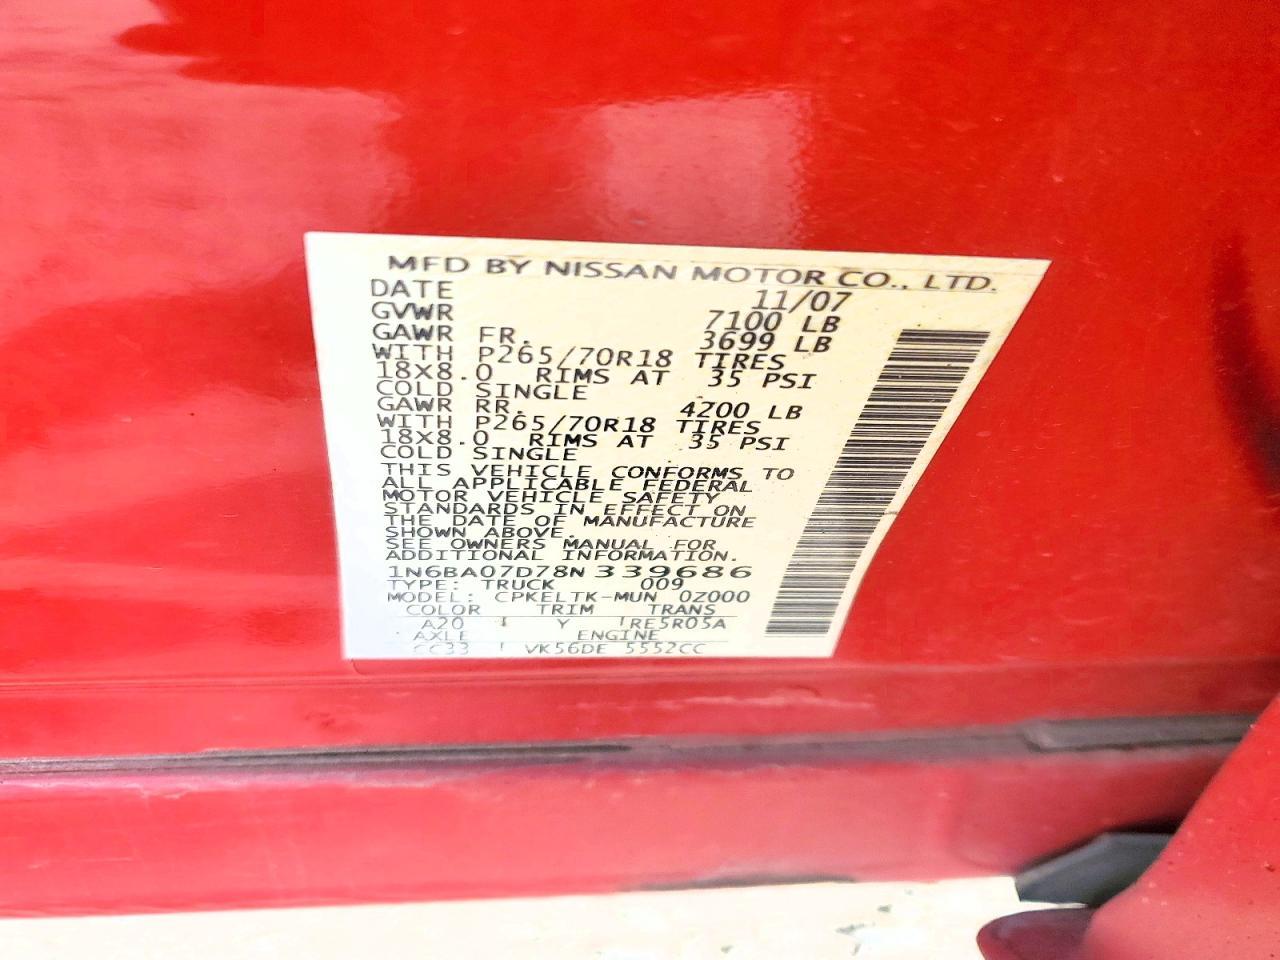 MFD BY NISSAN MOTOR CO., LTD.
DATE 11/07
GVWR 7100 LB
GAWR FR. 3699 LB
WITH P265/70R18 TIRES
18X8.0 RIMS AT 35 PSI
COLD SINGLE
GAWR RR. 4200 LB
WITH P265/70R18 TIRES
18X8.0 RIMS AT 35 PSI
COLD SINGLE
THIS VEHICLE CONFORMS TO
ALL APPLICABLE FEDERAL
MOTOR VEHICLE SAFETY
STANDARDS IN EFFECT ON
THE DATE OF MANUFACTURE
SHOWN ABOVE.
SEE OWNERS MANUAL FOR
ADDITIONAL INFORMATION.
1N6BA07D78N339686
TYPE: TRUCK 009
MODEL: CPKELTK-MUN 0Z000
COLOR TRIM TRANS
A20 Y RE5R05A
AXLE ENGINE
CC33 VK56DE 5552CC